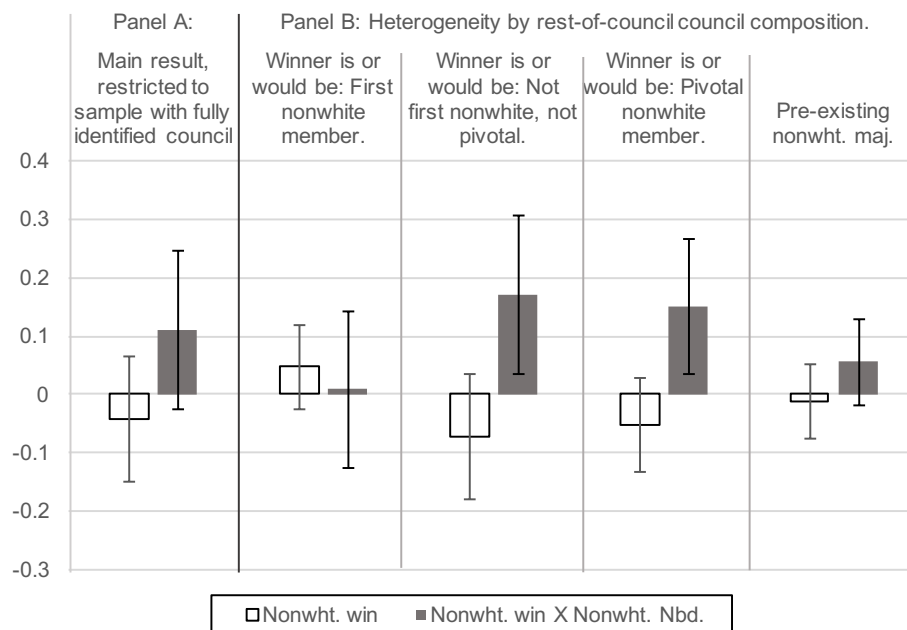 Panel A:
Panel B: Heterogeneity by rest-of-council council composition.
Main result,
restricted to
sample with fully
identified council
Winner is or
would be: First
nonwhite
member.
Winner is or
would be: Not
first nonwhite, not
pivotal.
Winner is or
would be: Pivotal
nonwhite
member.
Pre-existing
nonwht. maj.
0.4
0.3
0.2
0.1
0
-0.1
-0.2
-0.3
Nonwht. win
Nonwht. win X Nonwht. Nbd.